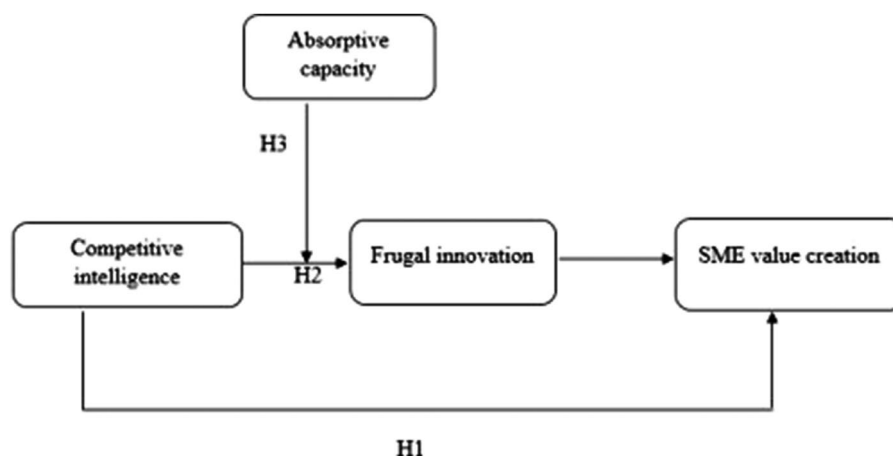 Absorptive
capacity
H3
Competitive
intelligence
H2
Frugal innovation
SME value creation
H1